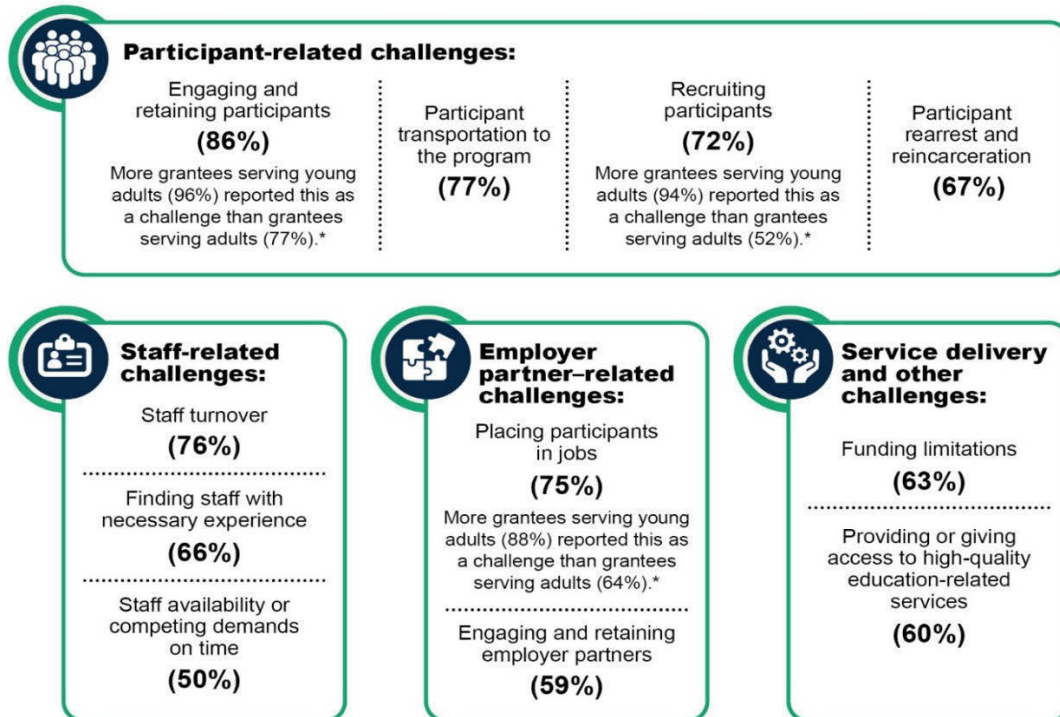 Participant-related challenges:
Engaging and
retaining participants
(86%)
More grantees serving young
adults (96%) reported this as
a challenge than grantees
serving adults (77%).*
Participant
transportation to
the program
(77%)
Recruiting
participants
(72%)
More grantees serving young
adults (94%) reported this as
a challenge than grantees
serving adults (52%).*
Participant
rearrest and
reincarceration
(67%)
Staff-related
challenges:
Staff turnover
(76%)
Finding staff with
necessary experience
(66%)
Staff availability or
competing demands
on time
(50%)
Employer
partner–related
challenges:
Placing participants
in jobs
(75%)
More grantees serving young
adults (88%) reported this as
a challenge than grantees
serving adults (64%).*
Engaging and retaining
employer partners
(59%)
Service delivery
and other
challenges:
Funding limitations
(63%)
Providing or giving
access to high-quality
education-related
services
(60%)